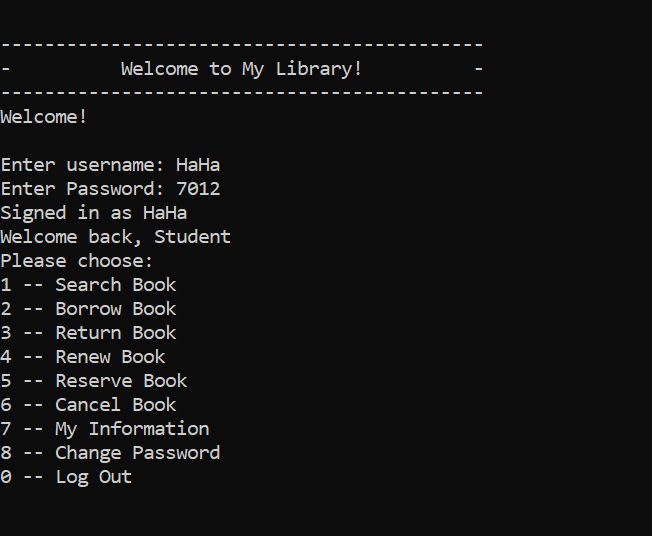 --------------------------------------------
-          Welcome to My Library!          -
--------------------------------------------
Welcome!
Enter username: HaHa
Enter Password: 7012
Signed in as HaHa
Welcome back, Student
Please choose:
1 -- Search Book
2 -- Borrow Book
3 -- Return Book
4 -- Renew Book
5 -- Reserve Book
6 -- Cancel Book
7 -- My Information
8 -- Change Password
0 -- Log Out